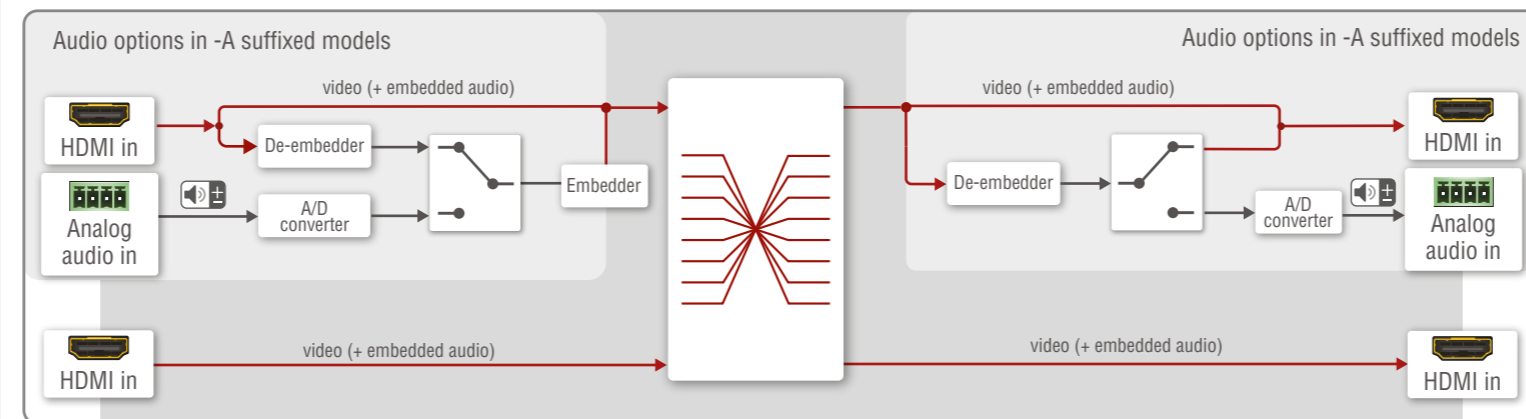 Audio options in -A suffixed models
Audio options in -A suffixed models
video (+ embedded audio)
video (+ embedded audio)
HDMI in
De-embedder
Embedder
Analog
audio in
A/D
converter
De-embedder
A/D
converter
HDMI in
Analog
audio in
HDMI in
video (+ embedded audio)
video (+ embedded audio)
HDMI in